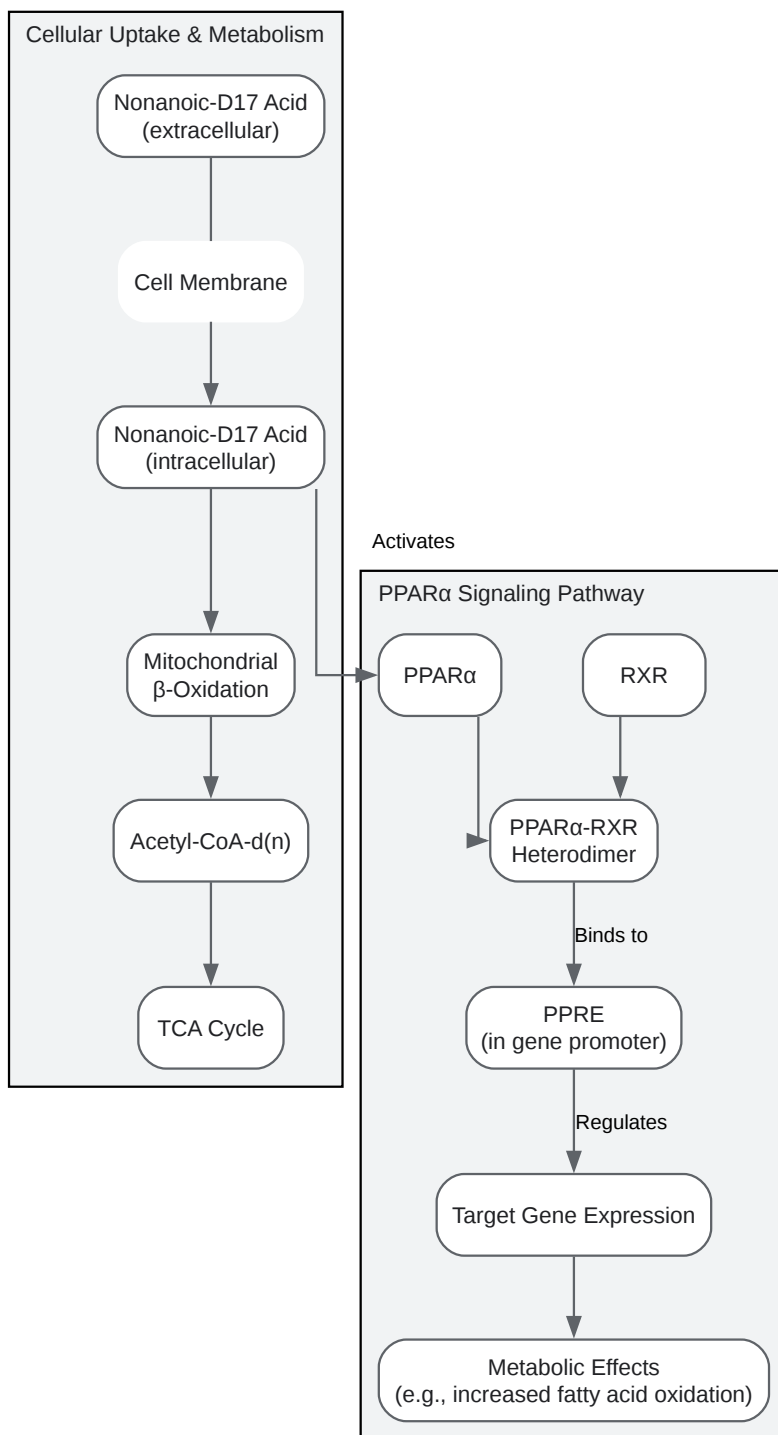 Cellular Uptake & Metabolism
Nonanoic-D17 Acid
(extracellular)
Cell Membrane
Nonanoic-D17 Acid
(intracellular)
Mitochondrial
β-Oxidation
Acetyl-CoA-d(n)
TCA Cycle
Activates
PPARα Signaling Pathway
PPARα
RXR
PPARα-RXR
Heterodimer
Binds to
PPRE
(in gene promoter)
Regulates
Target Gene Expression
Metabolic Effects
(e.g., increased fatty acid oxidation)